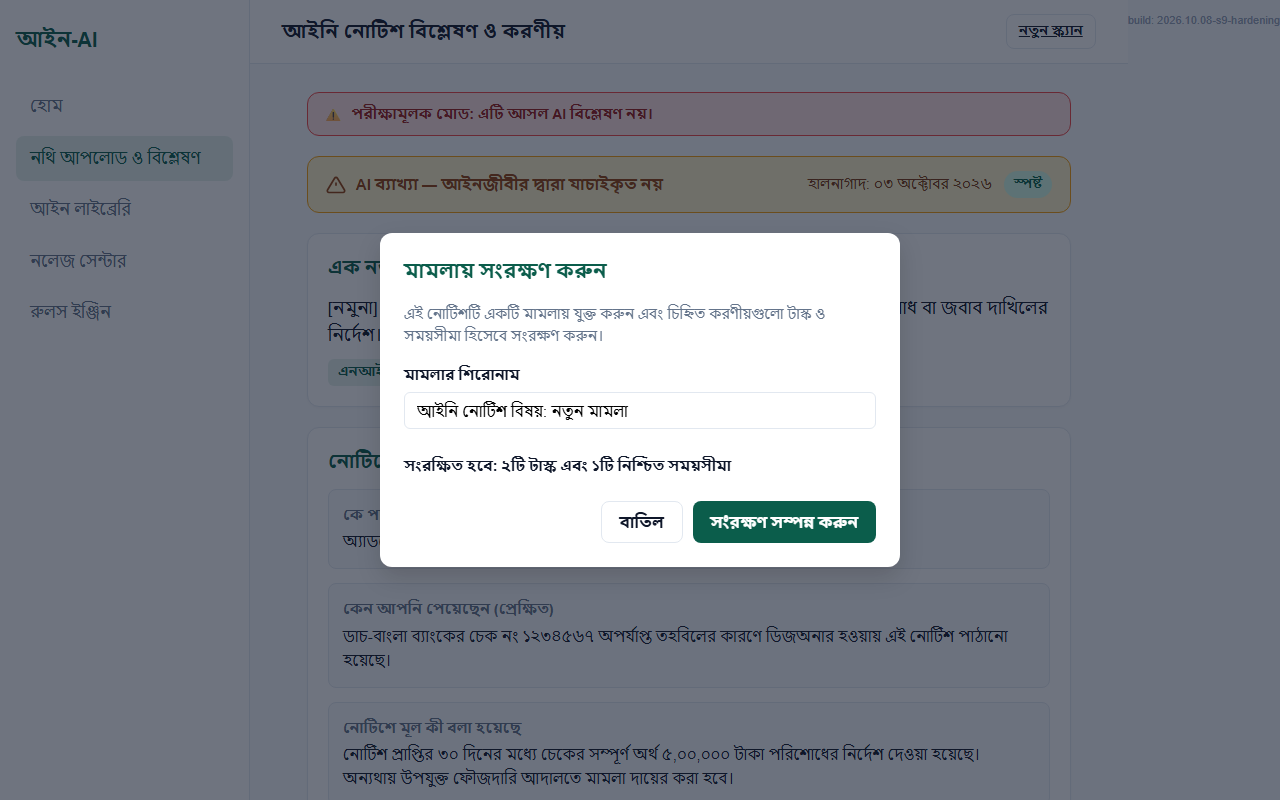 আইন-AI
হোম
নথি আপলোড ও বিশ্লেষণ
আইন লাইব্রেরি
নলেজ সেন্টার
রুলস ইঞ্জিন
আইনি নোটিশ বিশ্লেষণ ও করণীয়
নতুন স্ক্যান
build: 2026.10.08-s9-hardening
পরীক্ষামূলক মোড: এটি আসল AI বিশ্লেষণ নয়।
AI ব্যাখ্যা — আইনজীবীর দ্বারা যাচাইকৃত নয়
হালনাগাদ: ০৩ অক্টোবর ২০২৬
স্পষ্ট
এক
[নমুনা]
বা জবাব দাখিলের
নির্দেশ।
মামলায় সংরক্ষণ করুন
এই নোটিশটি একটি মামলায় যুক্ত করুন এবং চিহ্নিত করণীয়গুলো টাস্ক ও
সময়সীমা হিসেবে সংরক্ষণ করুন।
মামলার শিরোনাম
আইনি নোটিশ বিষয়: নতুন মামলা
সংরক্ষিত হবে: ২টি টাস্ক এবং ১টি নিশ্চিত সময়সীমা
বাতিল
সংরক্ষণ সম্পন্ন করুন
কে
কেন আপনি পেয়েছেন (প্রেক্ষিত)
ডাচ-বাংলা ব্যাংকের চেক নং ১২৩৪৫৬৭ অপর্যাপ্ত তহবিলের কারণে ডিজঅনার হওয়ায় এই নোটিশ পাঠানো
হয়েছে।
নোটিশে মূল কী বলা হয়েছে
নোটিশ প্রাপ্তির ৩০ দিনের মধ্যে চেকের সম্পূর্ণ অর্থ ৫,০০,০০০ টাকা পরিশোধের নির্দেশ দেওয়া হয়েছে।
অন্যথায় উপযুক্ত ফৌজদারি আদালতে মামলা দায়ের করা হবে।